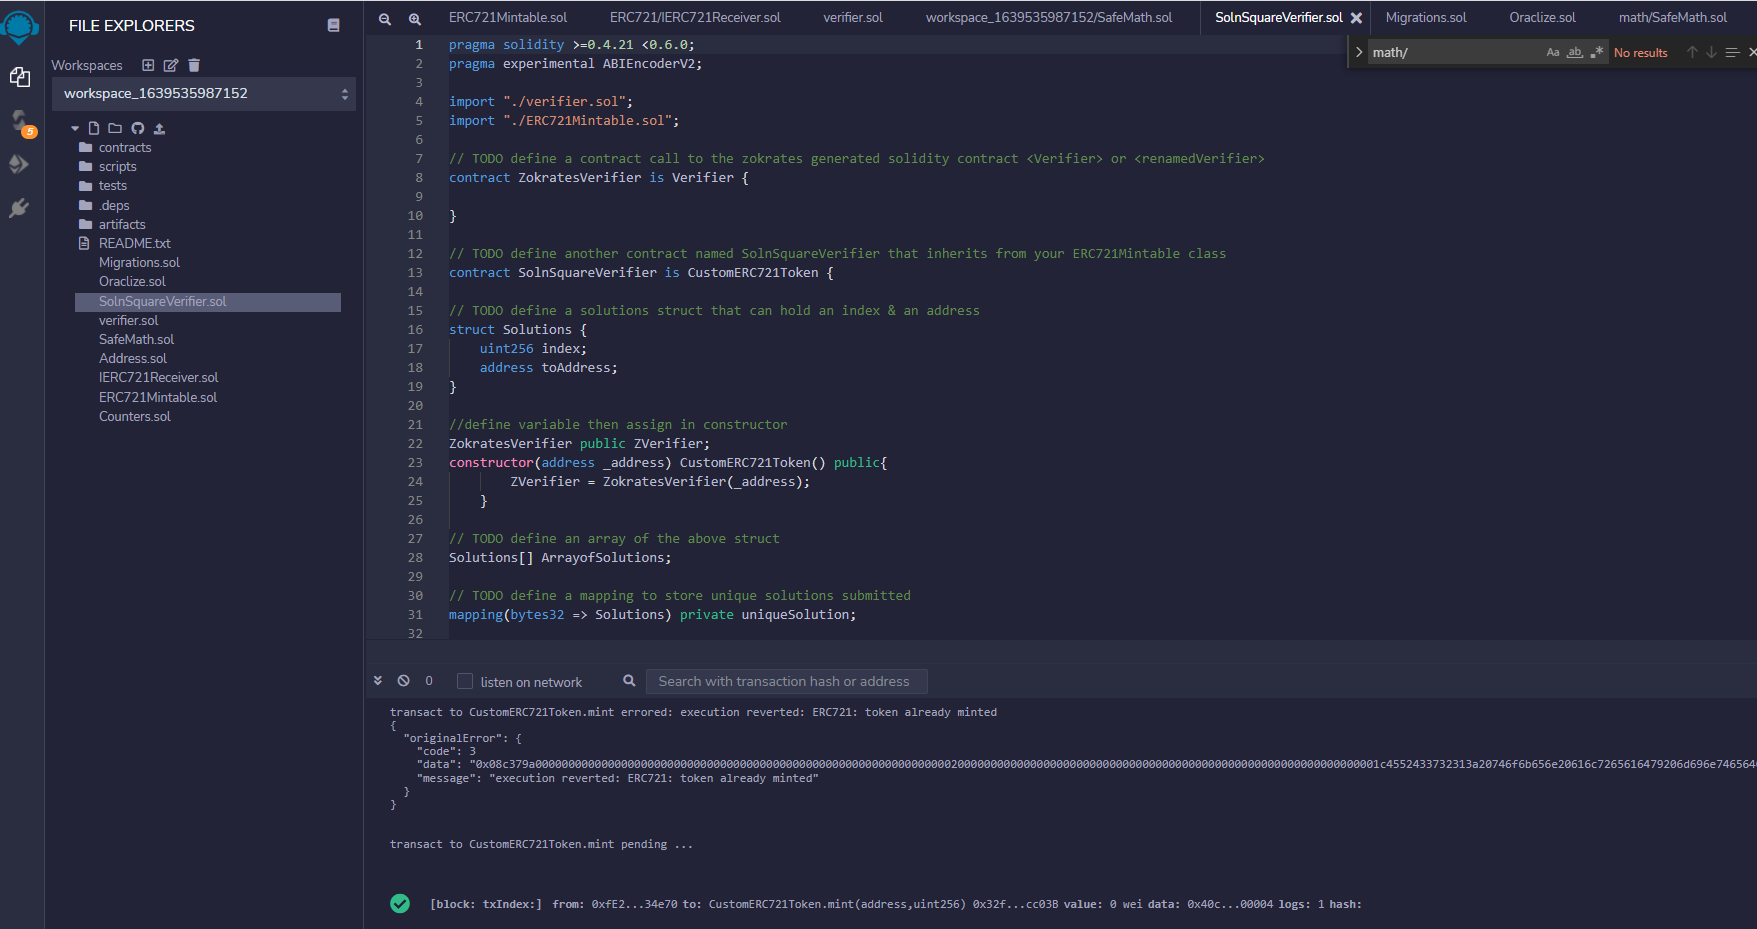 FILE EXPLORERS
Workspaces
workspace_1639535987152
contracts
scripts
tests
.deps
artifacts
README.txt
Migrations.sol
Oraclize.sol
SolnSquareVerifier.sol
verifier.sol
SafeMath.sol
Address.sol
IERC721Receiver.sol
ERC721Mintable.sol
Counters.sol
5
ERC721Mintable.sol ERC721/IERC721Receiver.sol verifier.sol workspace_1639535987152/SafeMath.sol SolnSquareVerifier.sol Migrations.sol Oraclize.sol math/SafeMath.sol
math/ Aa ab No results
1 pragma solidity >=0.4.21 <0.6.0;
2 pragma experimental ABIEncoderV2;
3
4 import "./verifier.sol";
5 import "./ERC721Mintable.sol";
6
7 // TODO define a contract call to the zokrates generated solidity contract <Verifier> or <renamedVerifier>
8 contract ZokratesVerifier is Verifier {
9
10 }
11
12 // TODO define another contract named SolnSquareVerifier that inherits from your ERC721Mintable class
13 contract SolnSquareVerifier is CustomERC721Token {
14
15 // TODO define a solutions struct that can hold an index & an address
16 struct Solutions {
17 uint256 index;
18 address toAddress;
19 }
20
21 //define variable then assign in constructor
22 ZokratesVerifier public ZVerifier;
23 constructor(address _address) CustomERC721Token() public{
24 ZVerifier = ZokratesVerifier(_address);
25 }
26
27 // TODO define an array of the above struct
28 Solutions[] ArrayofSolutions;
29
30 // TODO define a mapping to store unique solutions submitted
31 mapping(bytes32 => Solutions) private uniqueSolution;
32
0 listen on network Search with transaction hash or address
transact to CustomERC721Token.mint errored: execution reverted: ERC721: token already minted
{
"originalError": {
"code": 3
"data":
"message": "execution reverted: ERC721: token already minted"
}
}
transact to CustomERC721Token.mint pending ...
[block: txIndex:] from: 0xfE2...34e70 to: CustomERC721Token.mint(address,uint256) 0x32f...cc03B value: 0 wei data: 0x40c...00004 logs: 1 hash: